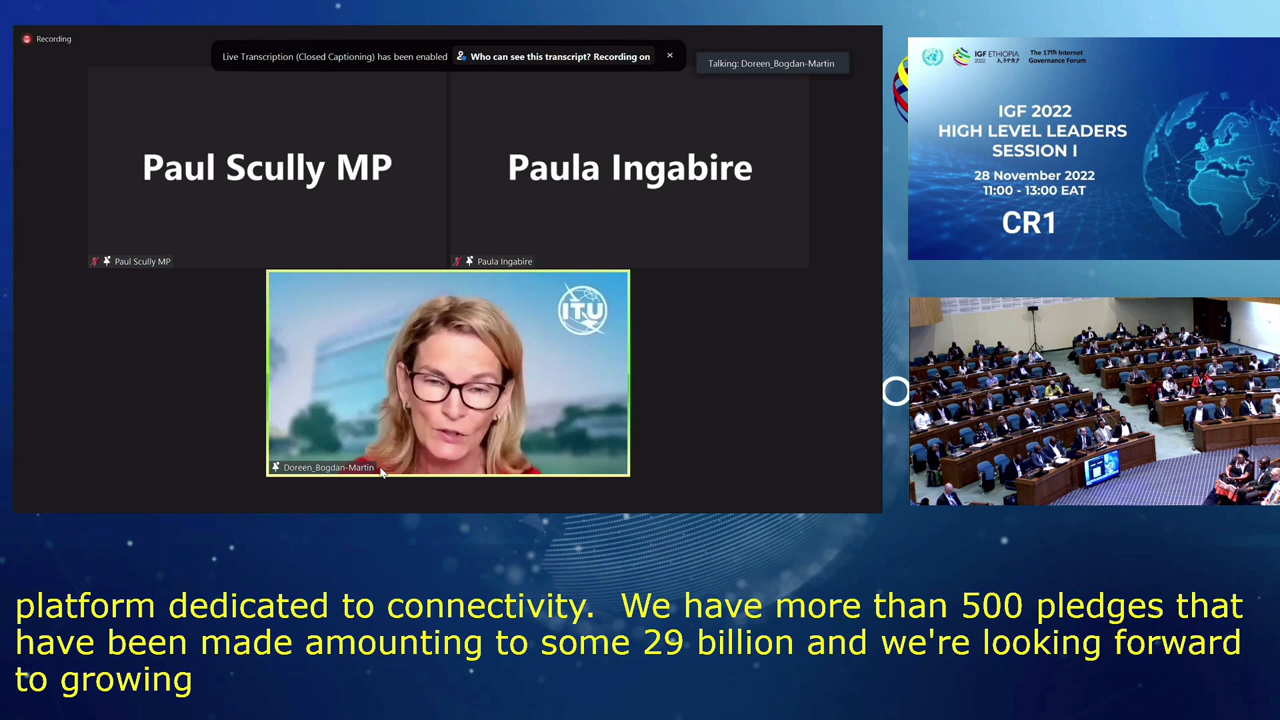 Recording
Live Transcription (Closed Captioning) has been enabled
Who can see this transcript? Recording on
Talking: Doreen_Bogdan-Martin
Paul Scully MP
Paula Ingabire
Paul Scully MP
Paula Ingabire
ITU
Doreen_Bogdan-Martin
IGF ETHIOPIA
2022 ኢትዮጵያ
The 17th Internet
Governance Forum
IGF 2022
HIGH LEVEL LEADERS
SESSION I
28 November 2022
11:00 - 13:00 EAT
CR1
platform dedicated to connectivity. We have more than 500 pledges that
have been made amounting to some 29 billion and we're looking forward
to growing